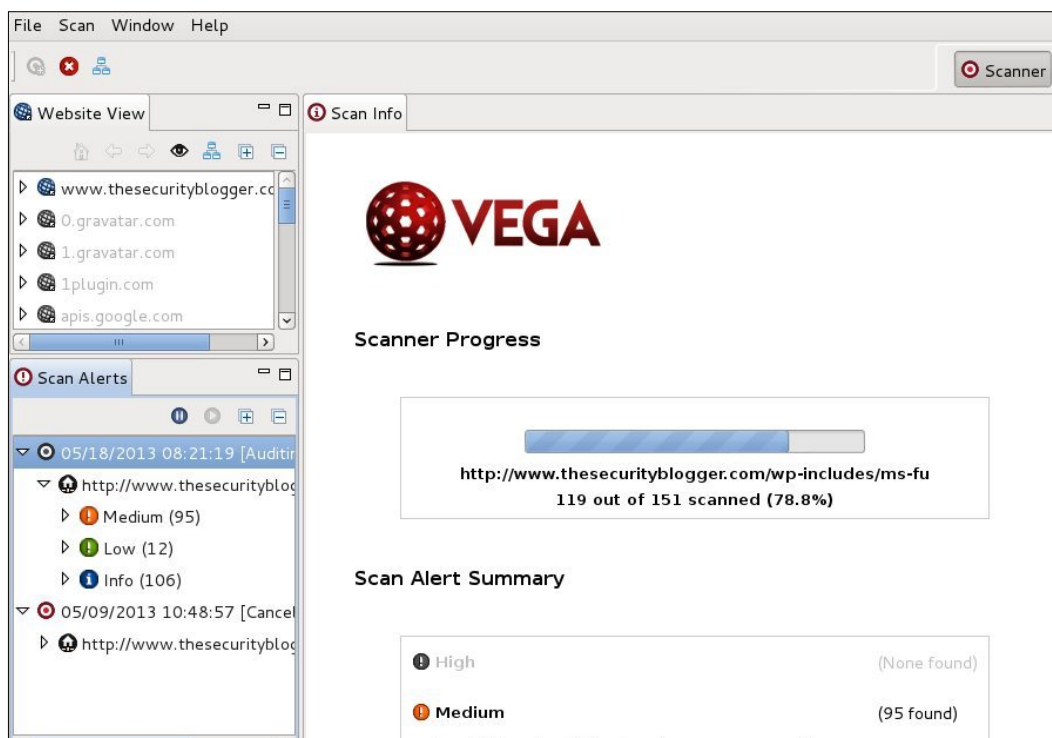 File Scan Window Help
Scanner
Website View
www.thesecurityblogger.co
0.gravatar.com
1.gravatar.com
1plugin.com
apis.google.com
Scan Alerts
05/18/2013 08:21:19 [Auditin
http://www.thesecurityblog
Medium (95)
Low (12)
Info (106)
05/09/2013 10:48:57 [Cancel
http://www.thesecurityblog
Scan Info
VEGA
Scanner Progress
http://www.thesecurityblogger.com/wp-includes/ms-fu
119 out of 151 scanned (78.8%)
Scan Alert Summary
High (None found)
Medium (95 found)